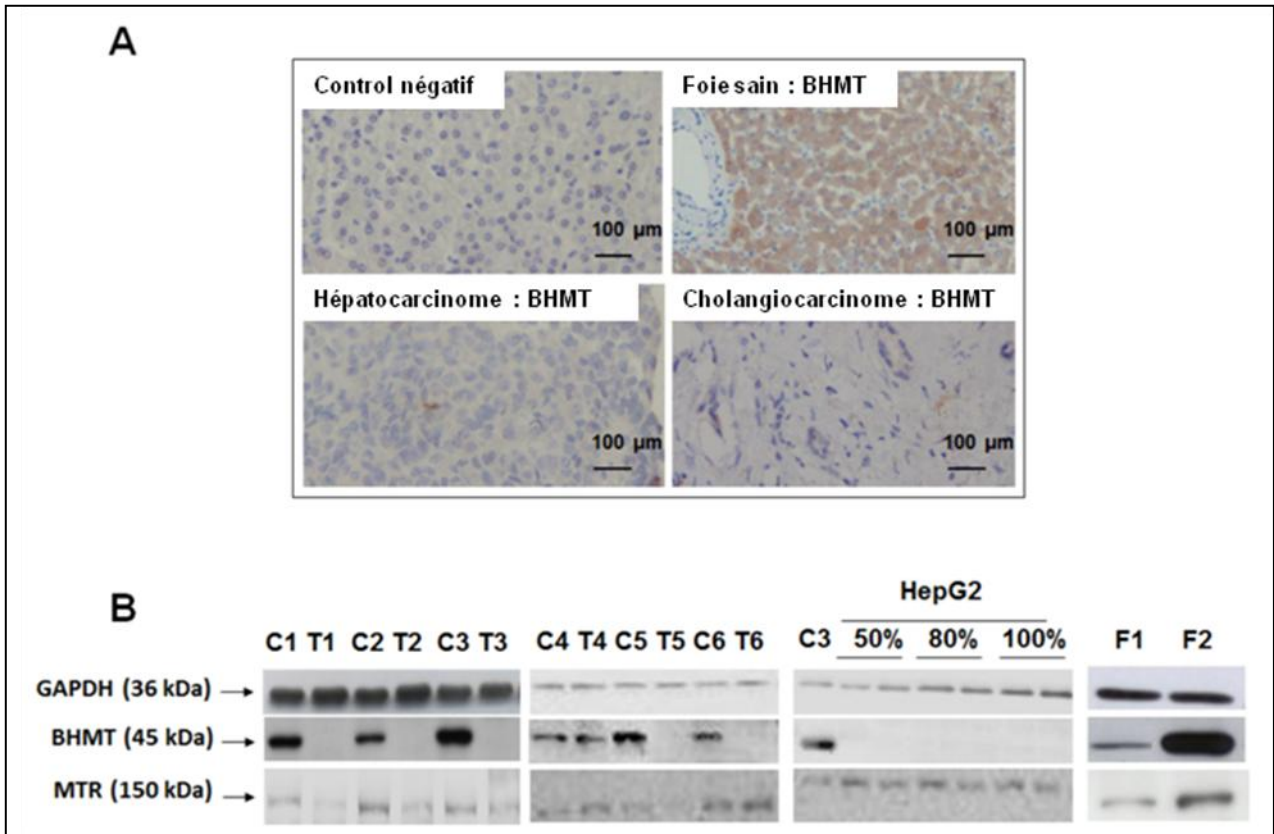 A
Control négatif
Foie sain : BHMT
100 µm
100 µm
Hépatocarcinome : BHMT
Cholangiocarcinome : BHMT
100 µm
100 µm
B
HepG2
C1 T1 C2 T2 C3 T3 C4 T4 C5 T5 C6 T6 C3 50% 80% 100% F1 F2
GAPDH (36 kDa)
BHMT (45 kDa)
MTR (150 kDa)